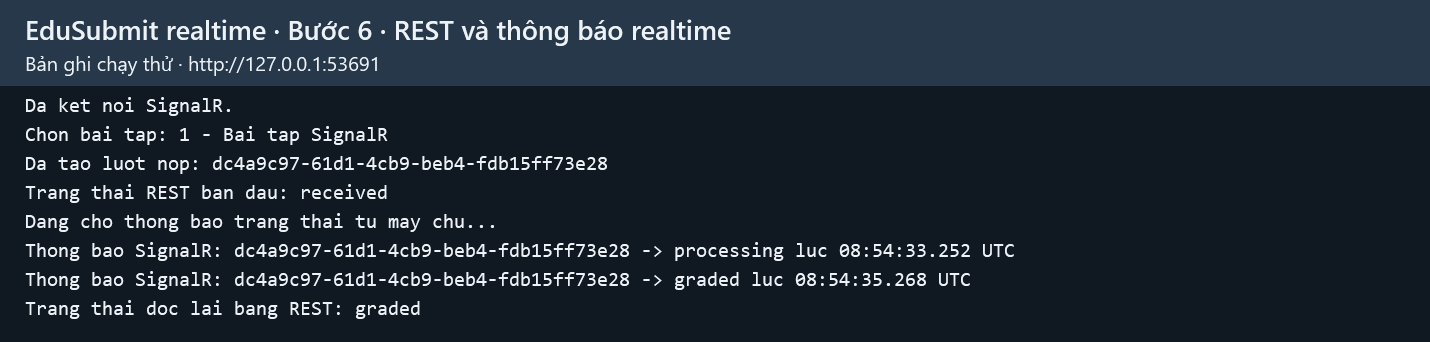 EduSubmit realtime · Bước 6 · REST và thông báo realtime
Bản ghi chạy thử · http://127.0.0.1:53691
Da ket noi SignalR.
Chon bai tap: 1 - Bai tap SignalR
Da tao luot nop: dc4a9c97-61d1-4cb9-beb4-fdb15ff73e28
Trang thai REST ban dau: received
Dang cho thong bao trang thai tu may chu...
Thong bao SignalR: dc4a9c97-61d1-4cb9-beb4-fdb15ff73e28 -> processing luc 08:54:33.252 UTC
Thong bao SignalR: dc4a9c97-61d1-4cb9-beb4-fdb15ff73e28 -> graded luc 08:54:35.268 UTC
Trang thai doc lai bang REST: graded